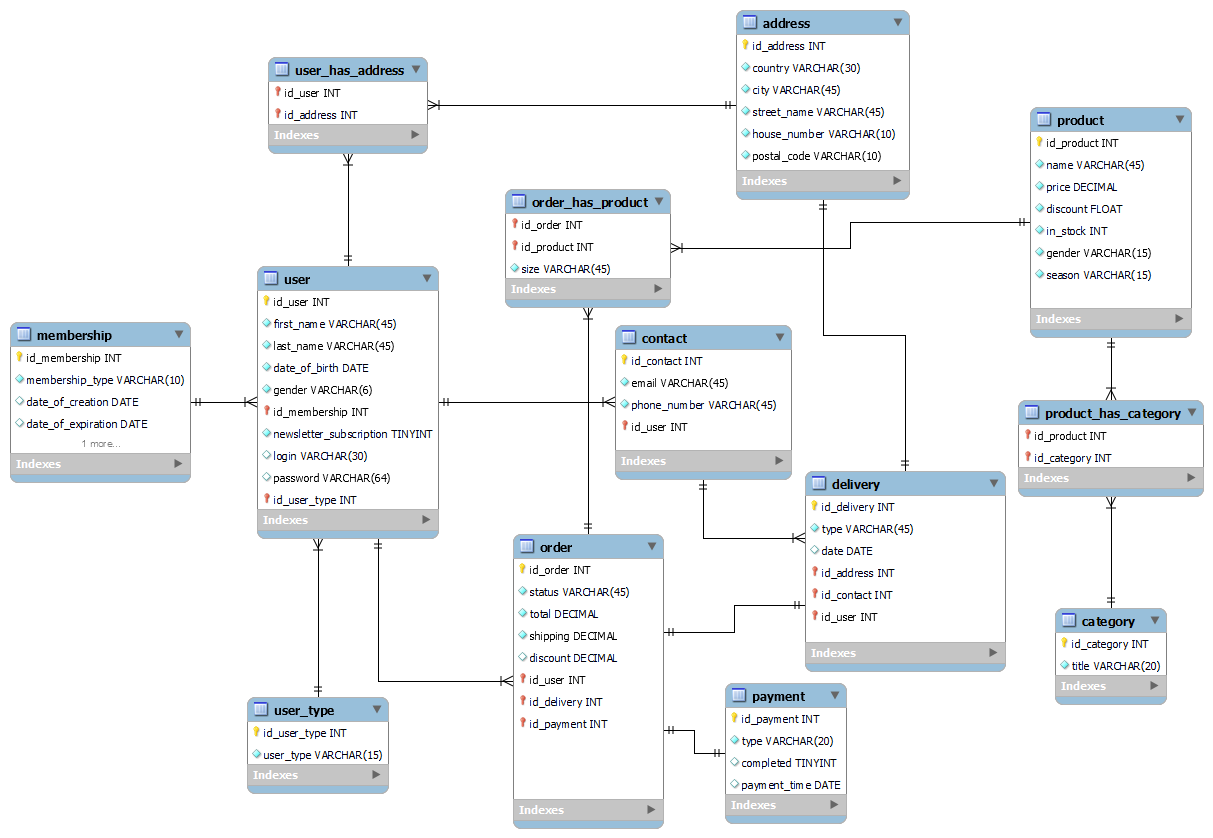 address
id_address INT
country VARCHAR(30)
city VARCHAR(45)
street_name VARCHAR(45)
house_number VARCHAR(10)
postal_code VARCHAR(10)
Indexes
user_has_address
id_user INT
id_address INT
Indexes
product
id_product INT
name VARCHAR(45)
price DECIMAL
discount FLOAT
in_stock INT
gender VARCHAR(15)
season VARCHAR(15)
Indexes
order_has_product
id_order INT
id_product INT
size VARCHAR(45)
Indexes
user
id_user INT
first_name VARCHAR(45)
last_name VARCHAR(45)
date_of_birth DATE
gender VARCHAR(6)
id_membership INT
newsletter_subscription TINYINT
login VARCHAR(30)
password VARCHAR(64)
id_user_type INT
Indexes
membership
id_membership INT
membership_type VARCHAR(10)
date_of_creation DATE
date_of_expiration DATE
1 more...
Indexes
contact
id_contact INT
email VARCHAR(45)
phone_number VARCHAR(45)
id_user INT
Indexes
product_has_category
id_product INT
id_category INT
Indexes
delivery
id_delivery INT
type VARCHAR(45)
date DATE
id_address INT
id_contact INT
id_user INT
Indexes
order
id_order INT
status VARCHAR(45)
total DECIMAL
shipping DECIMAL
discount DECIMAL
id_user INT
id_delivery INT
id_payment INT
Indexes
category
id_category INT
title VARCHAR(20)
Indexes
user_type
id_user_type INT
user_type VARCHAR(15)
Indexes
payment
id_payment INT
type VARCHAR(20)
completed TINYINT
payment_time DATE
Indexes